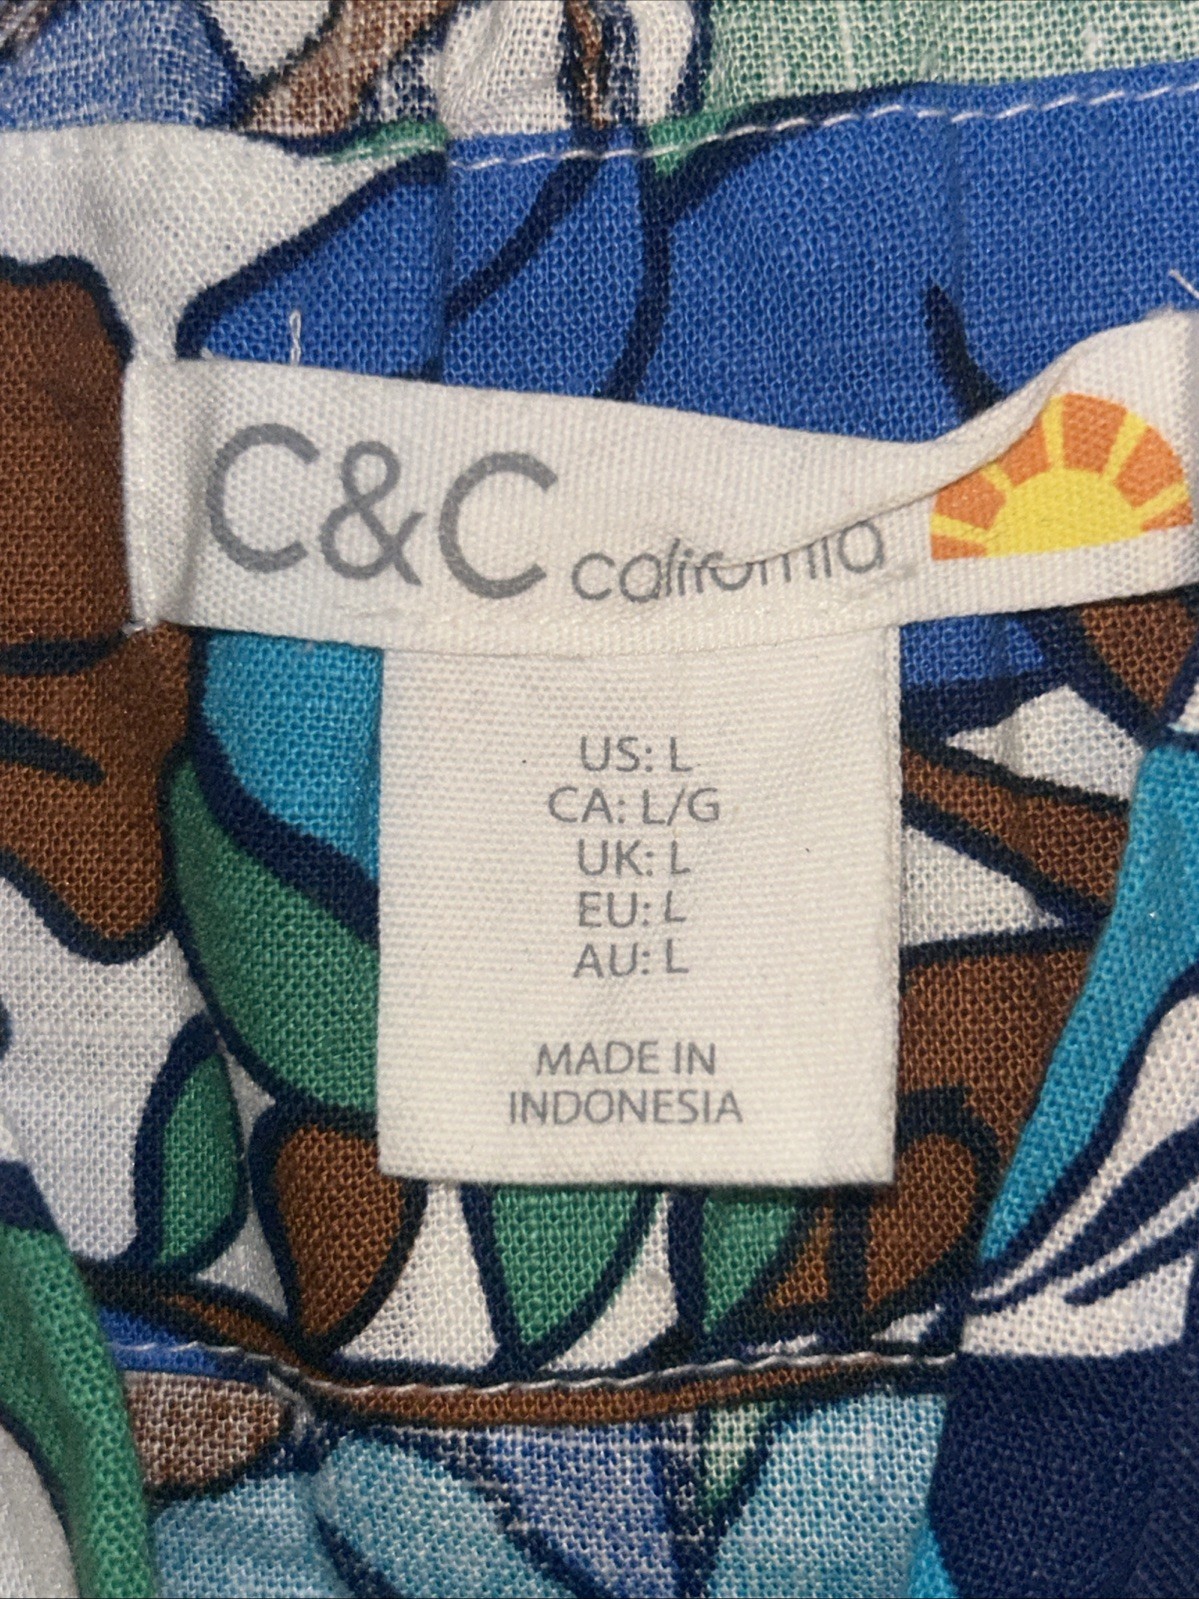 C&C california
US: L
CA: L/G
UK: L
EU: L
AU: L
MADE IN
INDONESIA